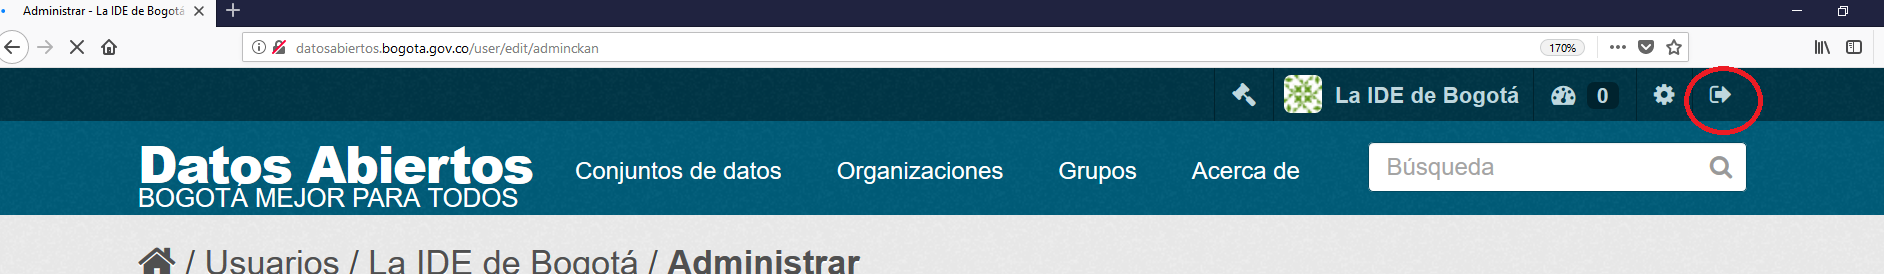 Administrar - La IDE de Bogotá
datosabiertos.bogota.gov.co/user/edit/adminckan
170%
La IDE de Bogotá
0
Datos Abiertos
BOGOTÁ MEJOR PARA TODOS
Conjuntos de datos
Organizaciones
Grupos
Acerca de
Búsqueda
/ Usuarios / La IDE de Bogotá / Administrar